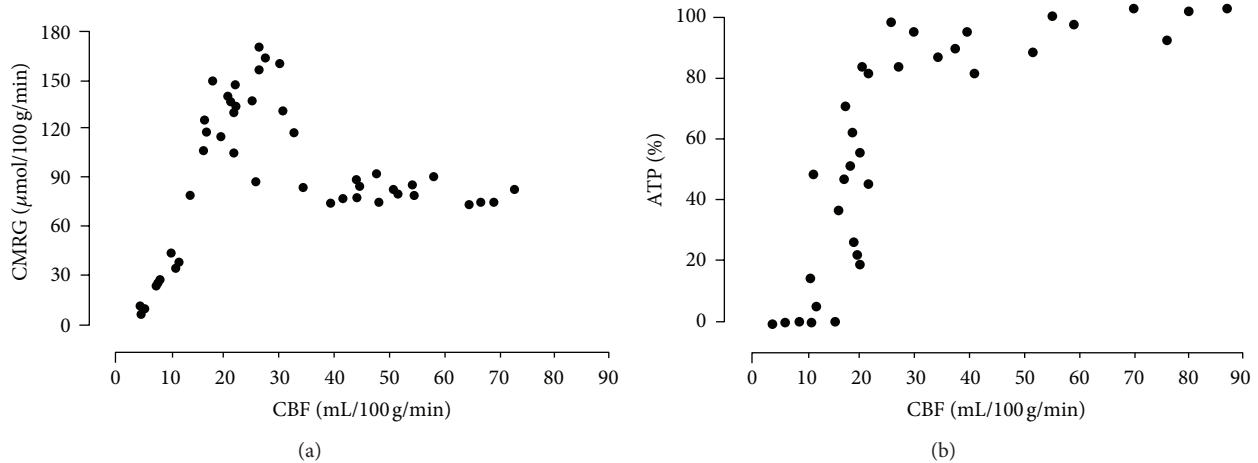 180
150
120
90
60
30
0
CMRG (μmol/100 g/min)
0 10 20 30 40 50 60 70 80 90
CBF (mL/100 g/min)
(a)
100
80
60
40
20
0
ATP (%)
0 10 20 30 40 50 60 70 80 90
CBF (mL/100 g/min)
(b)